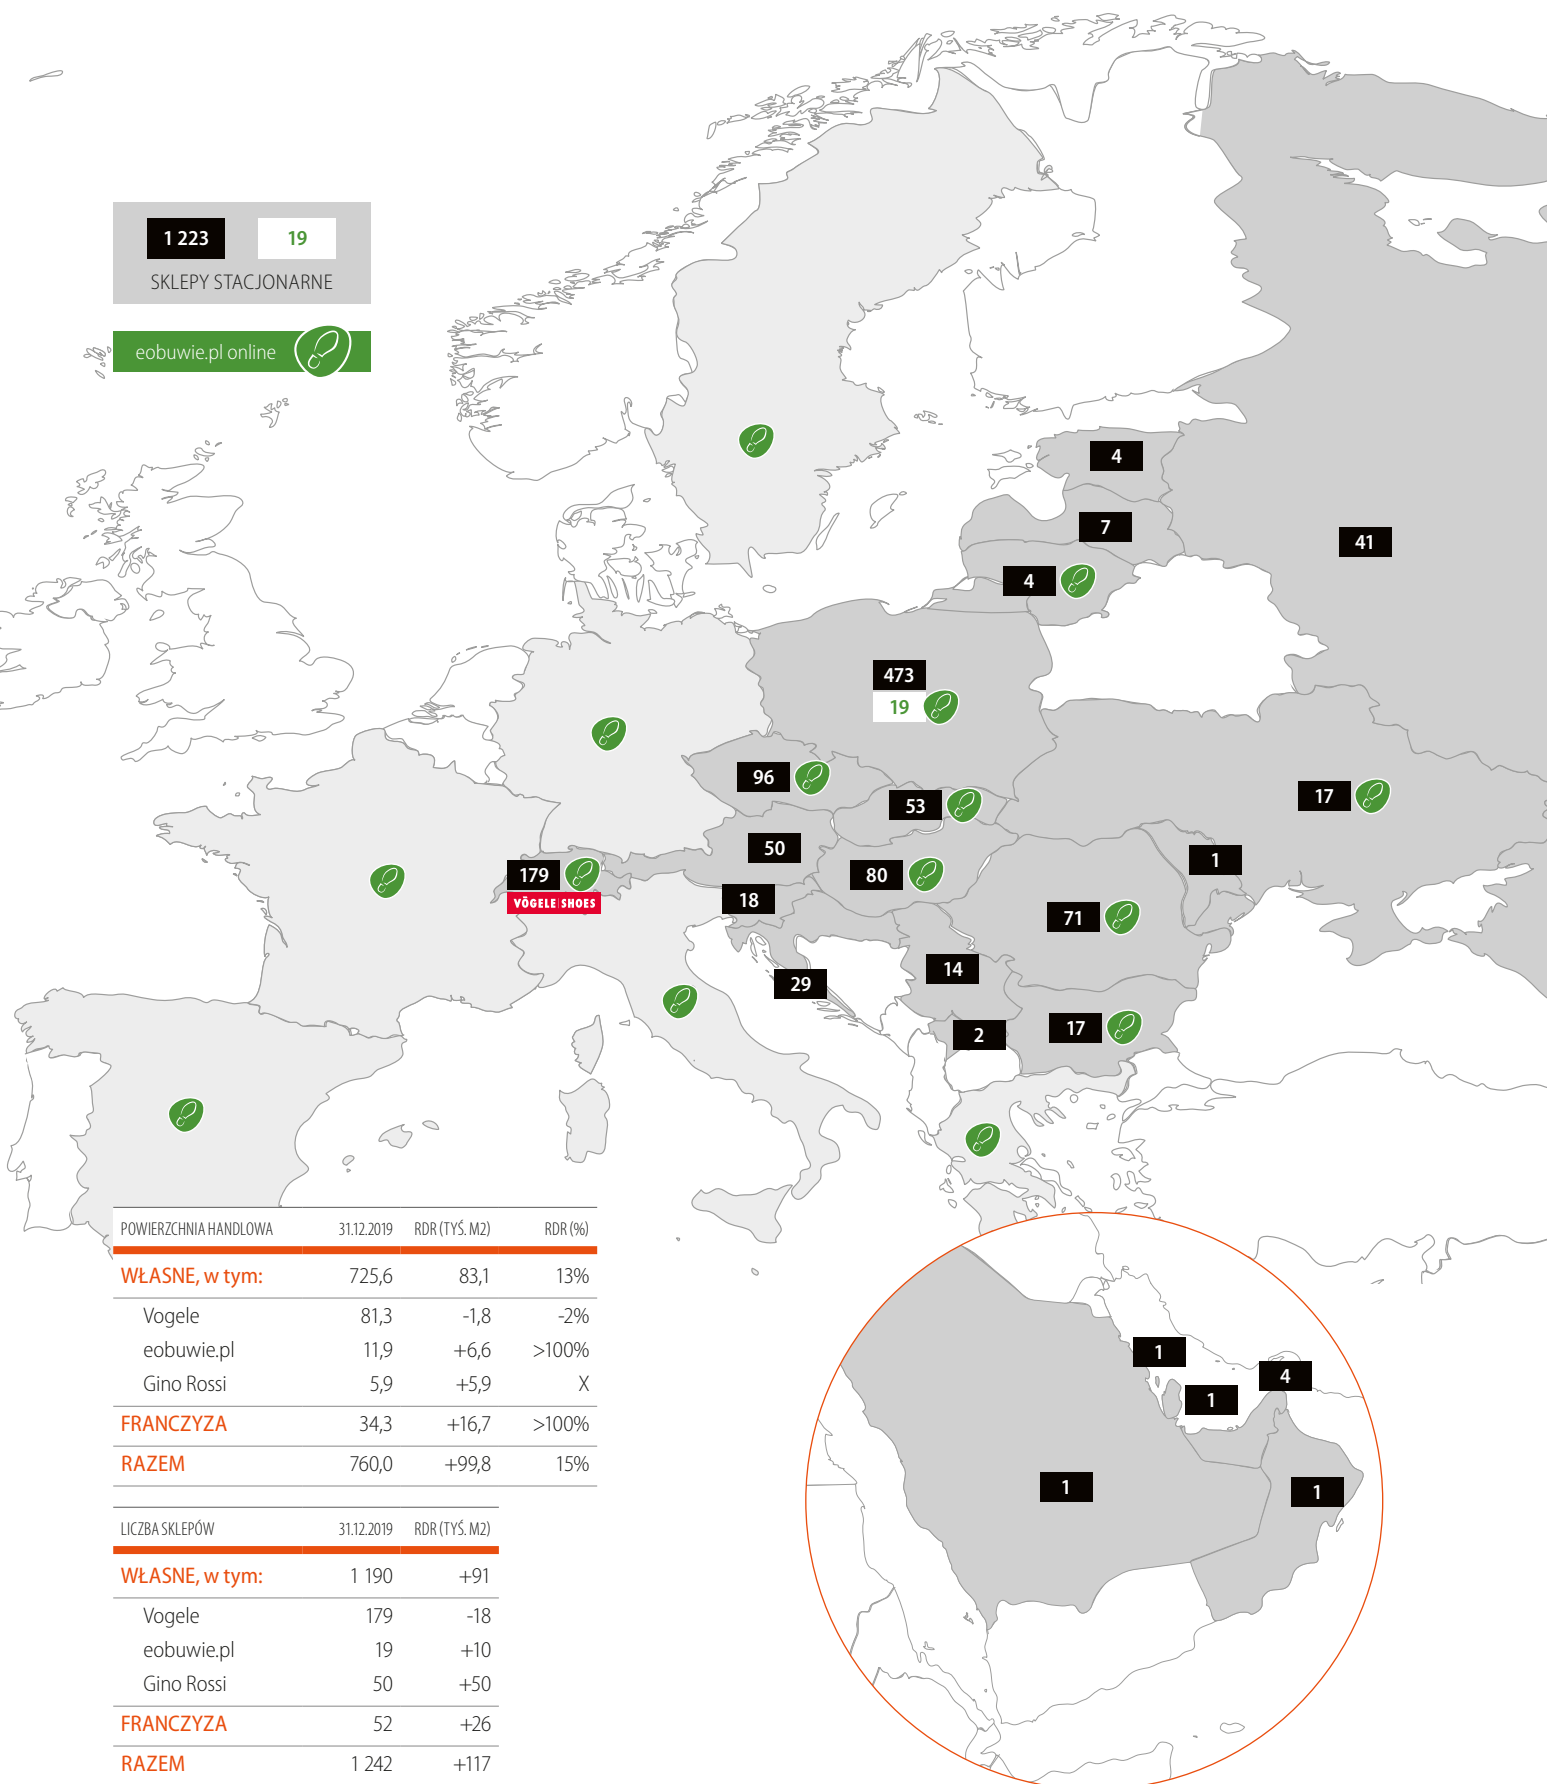 1 223 19
SKLEPY STACJONARNE
eobuwie.pl online
4
7
41
4
473
19
96
17
53
50
1
179
80
VÖGELE SHOES
18
71
14
29
17
2
POWIERZCHNIA HANDLOWA 31.12.2019 RDR (TYŚ. M2) RDR (%)
WŁASNE, w tym: 725,6 83,1 13%
Vogele 81,3 -1,8 -2%
eobuwie.pl 11,9 +6,6 >100%
Gino Rossi 5,9 +5,9 X
FRANCZYZA 34,3 +16,7 >100%
RAZEM 760,0 +99,8 15%
LICZBA SKLEPÓW 31.12.2019 RDR (TYŚ. M2)
WŁASNE, w tym: 1 190 +91
Vogele 179 -18
eobuwie.pl 19 +10
Gino Rossi 50 +50
FRANCZYZA 52 +26
RAZEM 1 242 +117
1
4
1
1
1